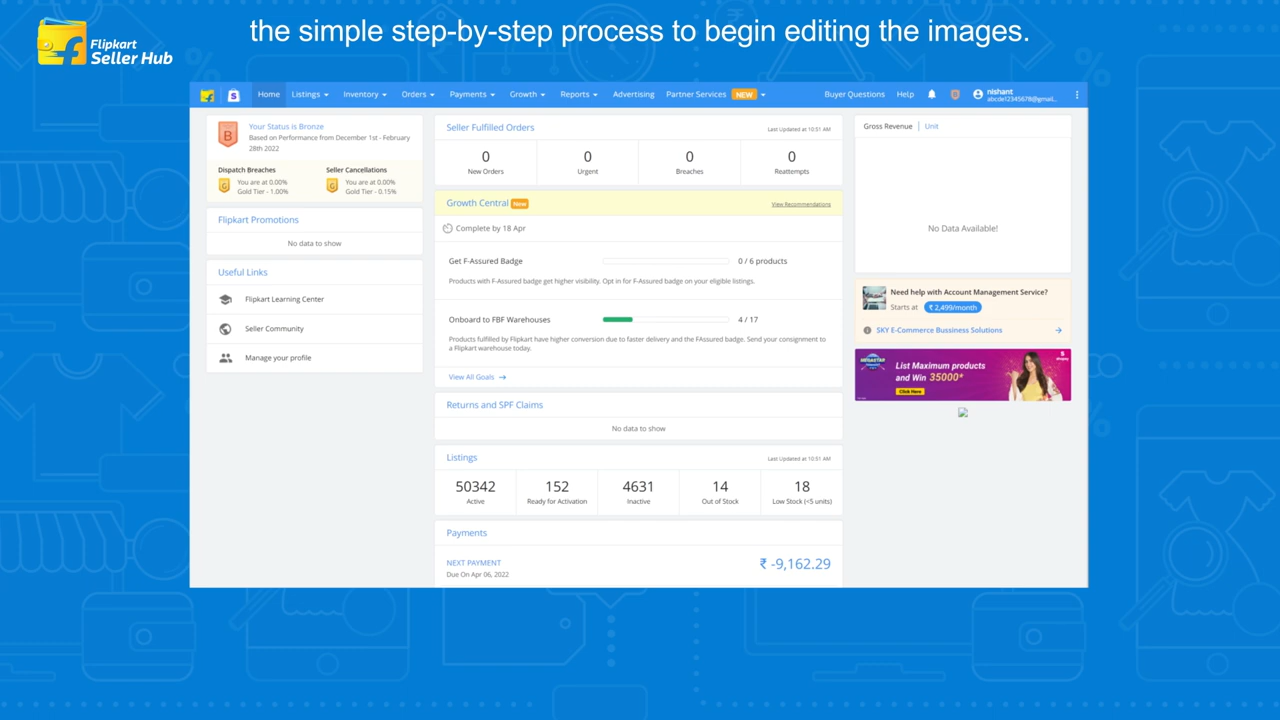 the simple step-by-step process to begin editing the images.
Flipkart
Seller Hub
Home
Listings
Inventory
Orders
Payments
Growth
Reports
Advertising
Partner Services NEW
Buyer Questions
Help
nishant
abcde12345678@gmail...
B
Your Status is Bronze
Based on Performance from December 1st - February
28th 2022
Dispatch Breaches
You are at 0.00%
Gold Tier - 1.00%
Seller Cancellations
You are at 0.00%
Gold Tier - 0.15%
Flipkart Promotions
No data to show
Useful Links
Flipkart Learning Center
Seller Community
Manage your profile
Seller Fulfilled Orders
Last Updated at 10:51 AM
0
New Orders
0
Urgent
0
Breaches
0
Reattempts
Growth Central New
View Recommendations
Complete by 18 Apr
Get F-Assured Badge
0 / 6 products
Products with F-Assured badge get higher visibility. Opt in for F-Assured badge on your eligible listings.
Onboard to FBF Warehouses
4 / 17
Products fulfilled by Flipkart have higher conversion due to faster delivery and the FAssured badge. Send your consignment to
a Flipkart warehouse today.
View All Goals
Returns and SPF Claims
No data to show
Listings
Last Updated at 10:51 AM
50342
Active
152
Ready for Activation
4631
Inactive
14
Out of Stock
18
Low Stock (<5 units)
Payments
NEXT PAYMENT
Due On Apr 06, 2022
₹ -9,162.29
Gross Revenue | Unit
No Data Available!
Need help with Account Management Service?
Starts at ₹ 2,499/month
SKY E-Commerce Bussiness Solutions
List Maximum products
and Win 35000*
Click Here